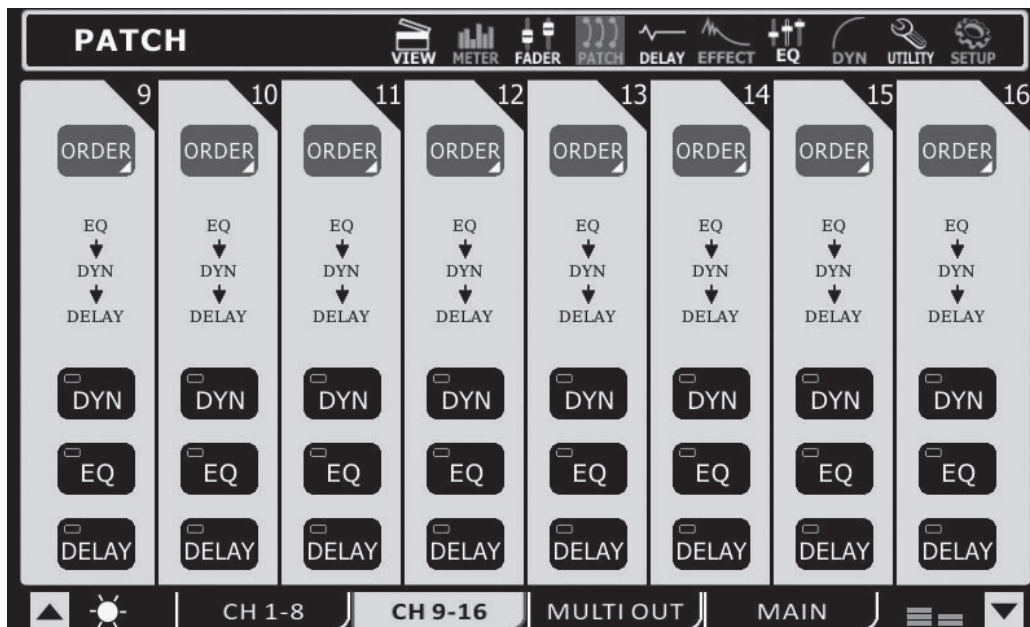 PATCH
VIEW METER FADER PATCH DELAY EFFECT EQ DYN UTILITY SETUP
9 10 11 12 13 14 15 16
ORDER ORDER ORDER ORDER ORDER ORDER ORDER ORDER
EQ EQ EQ EQ EQ EQ EQ EQ
DYN DYN DYN DYN DYN DYN DYN DYN
DELAY DELAY DELAY DELAY DELAY DELAY DELAY DELAY
DYN DYN DYN DYN DYN DYN DYN DYN
EQ EQ EQ EQ EQ EQ EQ EQ
DELAY DELAY DELAY DELAY DELAY DELAY DELAY DELAY
CH 1-8 CH 9-16 MULTI OUT MAIN